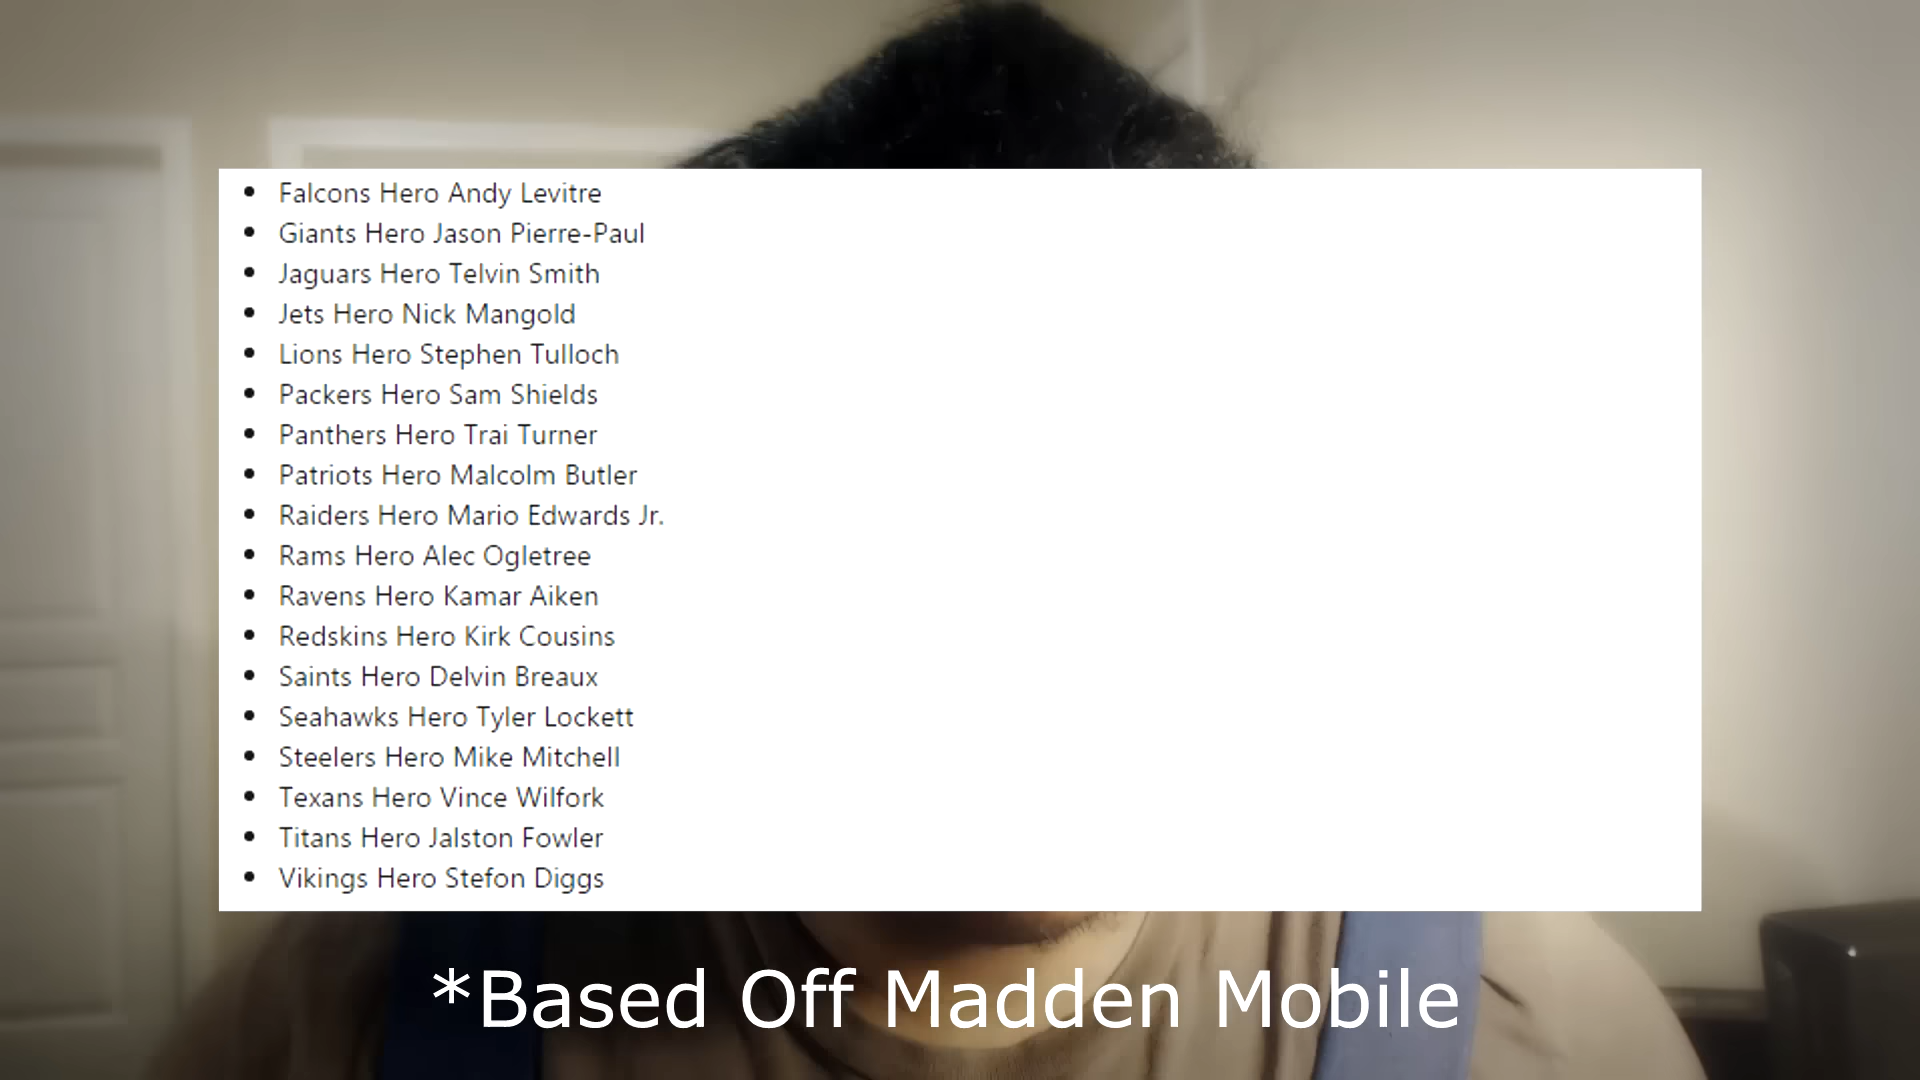 • Falcons Hero Andy Levitre
• Giants Hero Jason Pierre-Paul
• Jaguars Hero Telvin Smith
• Jets Hero Nick Mangold
• Lions Hero Stephen Tulloch
• Packers Hero Sam Shields
• Panthers Hero Trai Turner
• Patriots Hero Malcolm Butler
• Raiders Hero Mario Edwards Jr.
• Rams Hero Alec Ogletree
• Ravens Hero Kamar Aiken
• Redskins Hero Kirk Cousins
• Saints Hero Delvin Breaux
• Seahawks Hero Tyler Lockett
• Steelers Hero Mike Mitchell
• Texans Hero Vince Wilfork
• Titans Hero Jalston Fowler
• Vikings Hero Stefon Diggs
*Based Off Madden Mobile